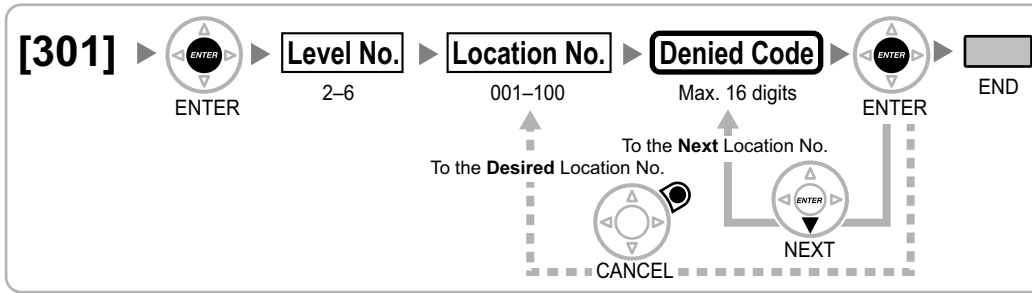 [301] ENTER Level No. Location No. Denied Code ENTER
ENTER 2–6 001–100 Max. 16 digits ENTER END
To the Next Location No.
To the Desired Location No.
ENTER
NEXT
CANCEL